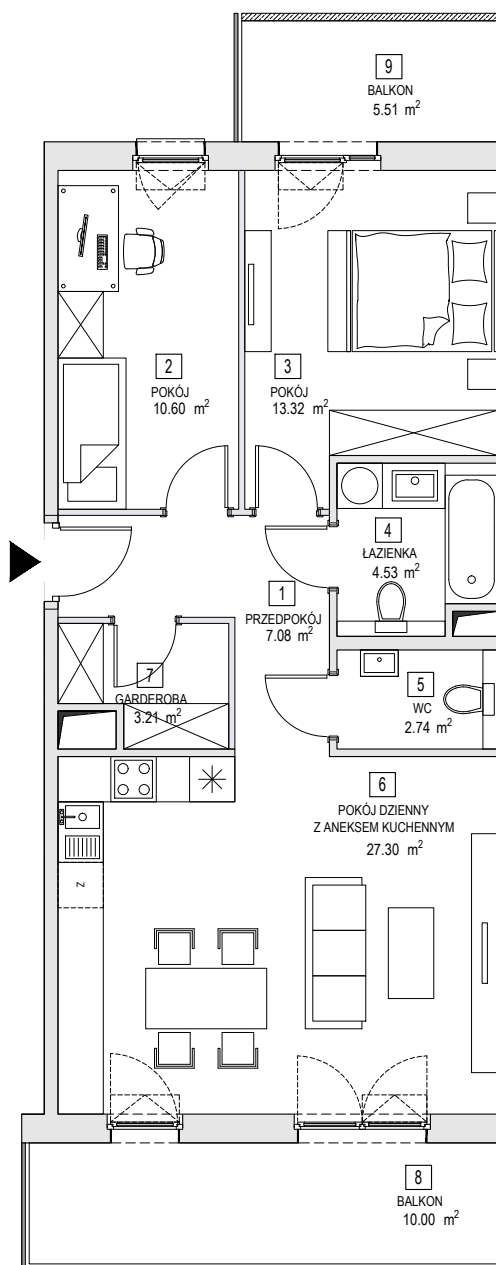 9
BALKON
5.51 m²
2
POKÓJ
10.60 m²
3
POKÓJ
13.32 m²
4
ŁAZIENKA
4.53 m²
1
PRZEDPOKÓJ
7.08 m²
7
GARDEROBA
3.21 m²
5
WC
2.74 m²
6
POKÓJ DZIENNY
Z ANEKSEM KUCHENNYM
27.30 m²
Z
8
BALKON
10.00 m²